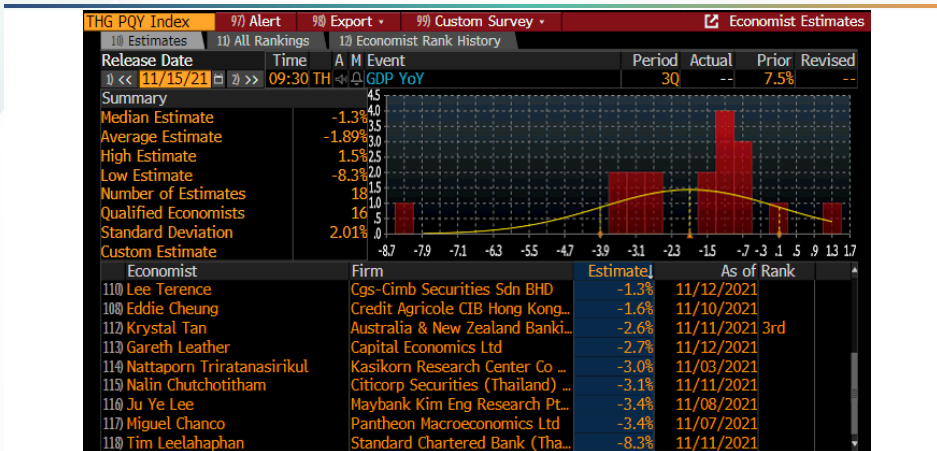 THG PQY Index 97) Alert 98) Export 99) Custom Survey Economist Estimates
10) Estimates 11) All Rankings 12) Economist Rank History
Release Date Time A M Event Period Actual Prior Revised
1) << 11/15/21 2) >> 09:30 TH GDP YoY 3Q -- 7.5% --
Summary 4.5
Median Estimate -1.3%
Average Estimate -1.89% 3.5 3.0
High Estimate 1.5% 2.5
Low Estimate -8.3% 2.0
Number of Estimates 18 1.5
Qualified Economists 16 1.0 .5
Standard Deviation 2.01% .0
Custom Estimate -8.7 -7.9 -7.1 -6.3 -5.5 -4.7 -3.9 -3.1 -2.3 -1.5 -.7 -.3 .1 .5 .9 1.3 1.7
Economist Firm Estimate↓ As of Rank
110) Lee Terence Cgs-Cimb Securities Sdn BHD -1.3% 11/12/2021
108) Eddie Cheung Credit Agricole CIB Hong Kong... -1.6% 11/10/2021
112) Krystal Tan Australia & New Zealand Banki... -2.6% 11/11/2021 3rd
113) Gareth Leather Capital Economics Ltd -2.7% 11/12/2021
114) Nattaporn Triratanasirikul Kasikorn Research Center Co ... -3.0% 11/03/2021
115) Nalin Chutchotitham Citicorp Securities (Thailand) ... -3.1% 11/11/2021
116) Ju Ye Lee Maybank Kim Eng Research Pt... -3.4% 11/08/2021
117) Miguel Chanco Pantheon Macroeconomics Ltd -3.4% 11/07/2021
118) Tim Leelahaphan Standard Chartered Bank (Tha... -8.3% 11/11/2021